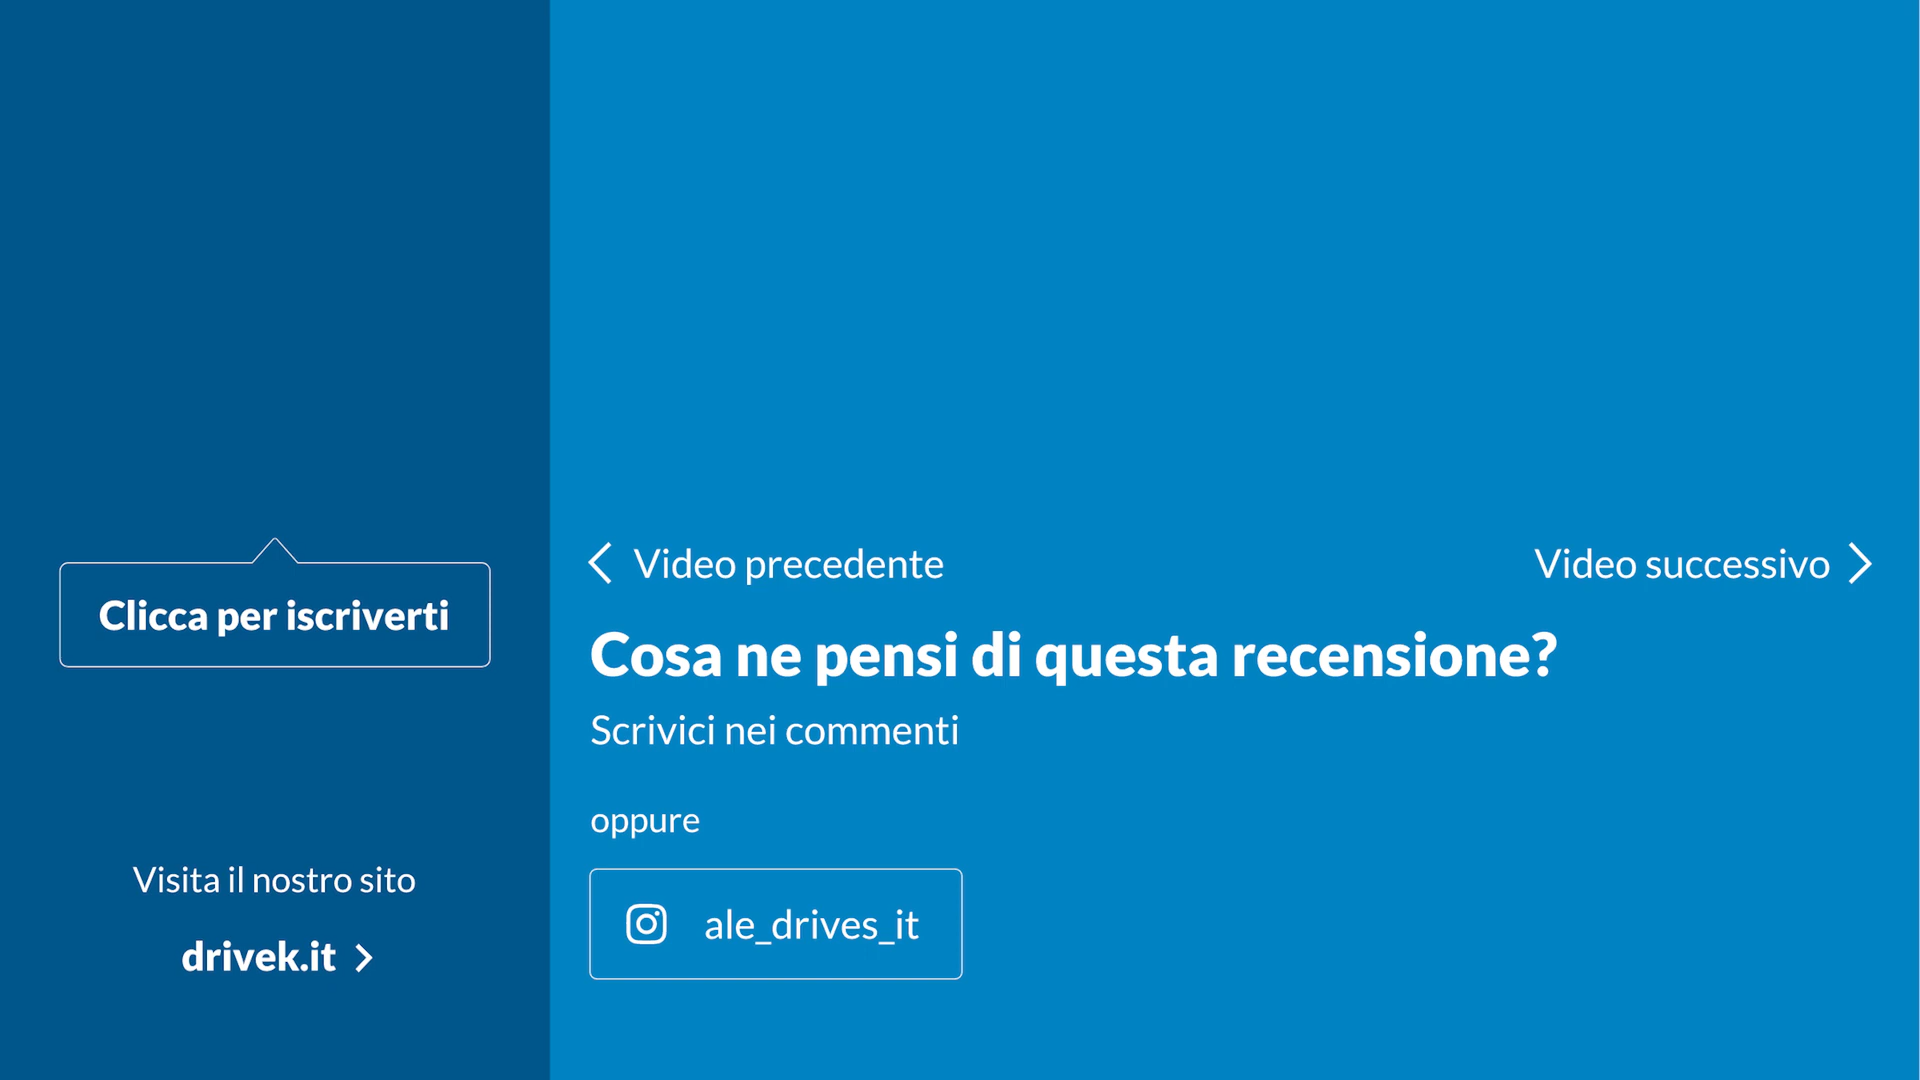 Clicca per iscriverti
Visita il nostro sito
drivek.it
Video precedente
Video successivo
Cosa ne pensi di questa recensione?
Scrivici nei commenti
oppure
ale_drives_it